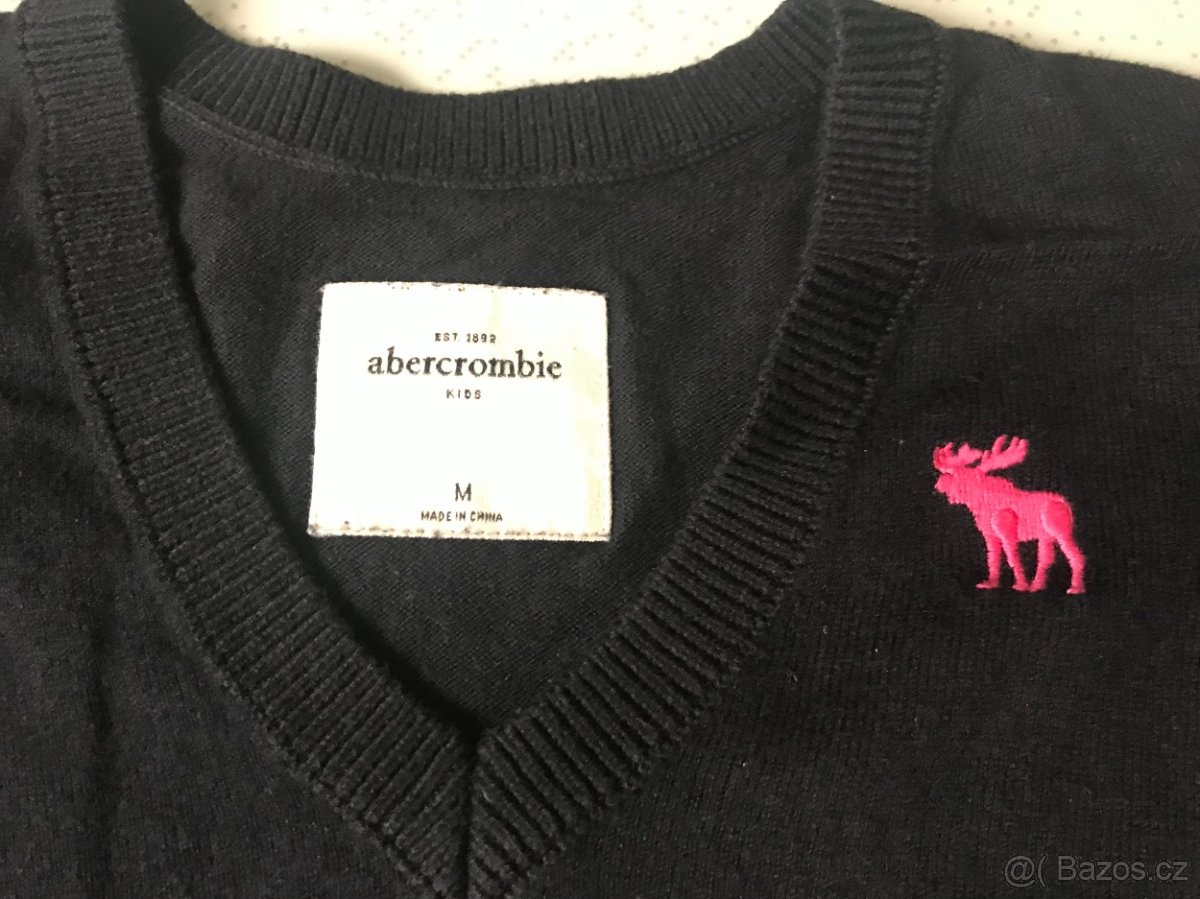 EST. 1892
abercrombie
KIDS
M
MADE IN CHINA
@( Bazos.cz